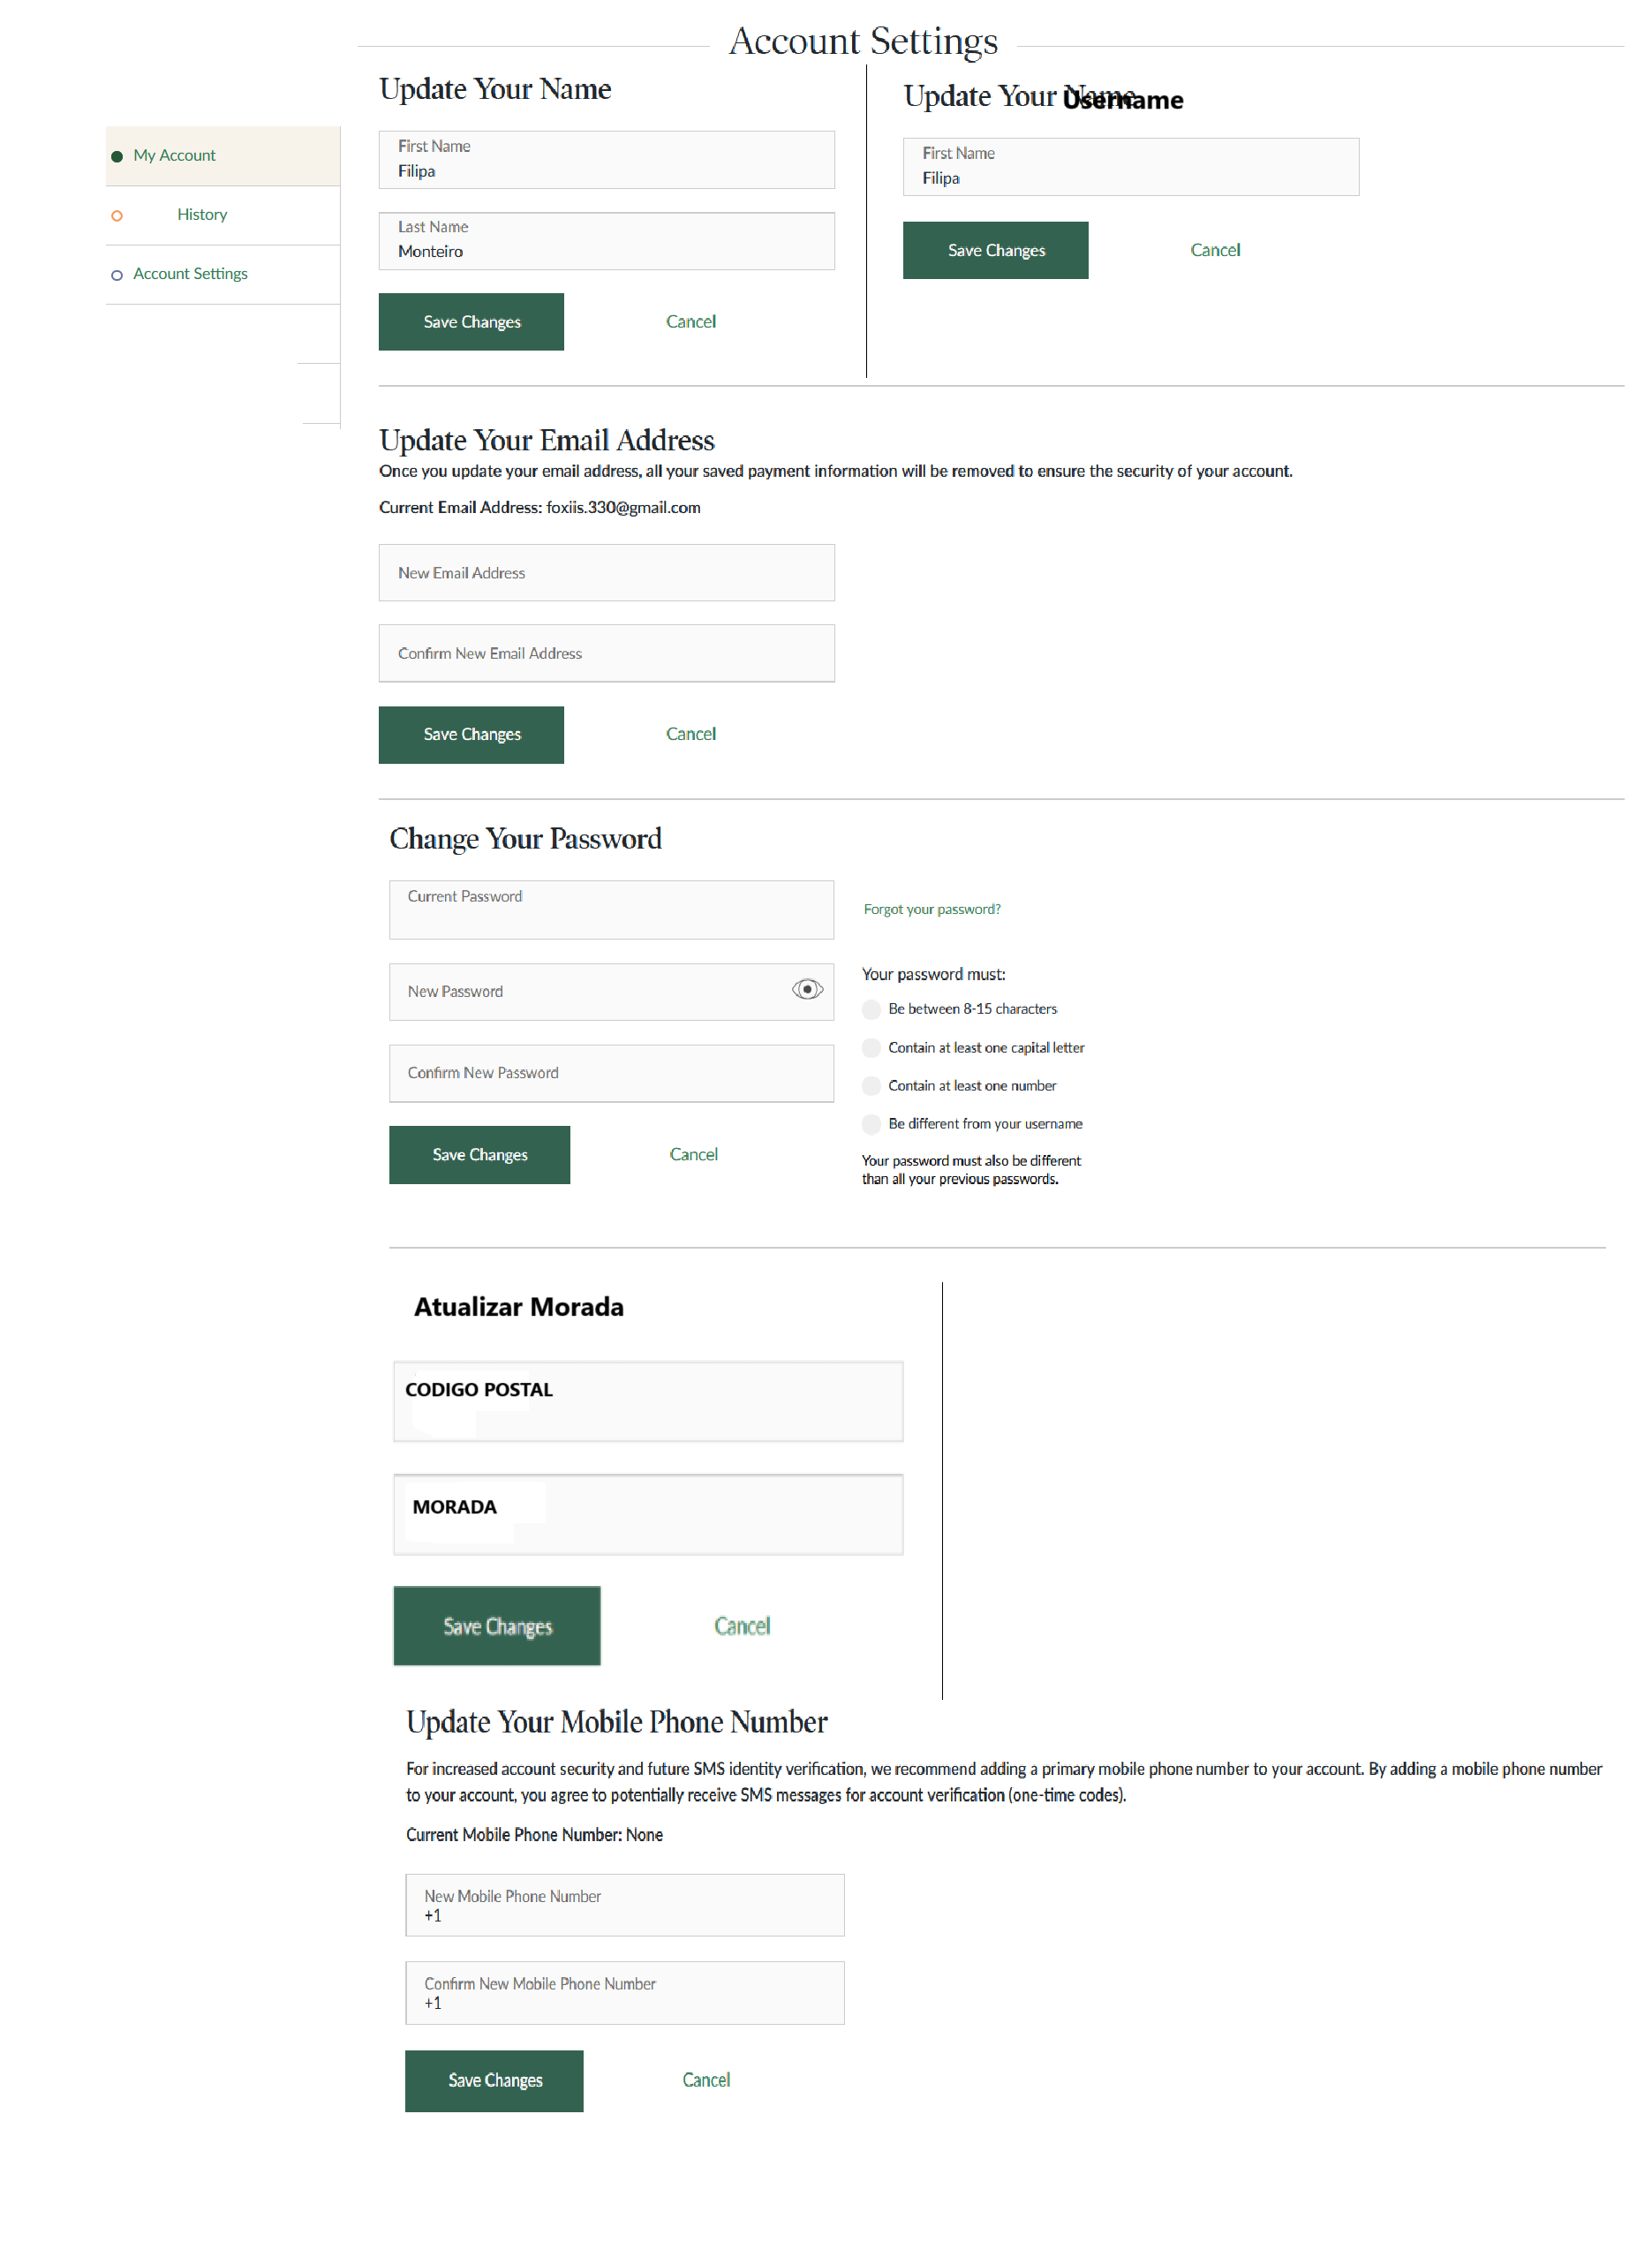 Account Settings
My Account
History
Account Settings
Update Your Name
First Name
Filipa
Last Name
Monteiro
Save Changes
Cancel
Update Your Name
Username
First Name
Filipa
Save Changes
Cancel
Update Your Email Address
Once you update your email address, all your saved payment information will be removed to ensure the security of your account.
Current Email Address: foxiis.330@gmail.com
New Email Address
Confirm New Email Address
Save Changes
Cancel
Change Your Password
Current Password
Forgot your password?
New Password
Confirm New Password
Save Changes
Cancel
Your password must:
Be between 8-15 characters
Contain at least one capital letter
Contain at least one number
Be different from your username
Your password must also be different
than all your previous passwords.
Atualizar Morada
CODIGO POSTAL
MORADA
Save Changes
Cancel
Update Your Mobile Phone Number
For increased account security and future SMS identity verification, we recommend adding a primary mobile phone number to your account. By adding a mobile phone number
to your account, you agree to potentially receive SMS messages for account verification (one-time codes).
Current Mobile Phone Number: None
New Mobile Phone Number
+1
Confirm New Mobile Phone Number
+1
Save Changes
Cancel